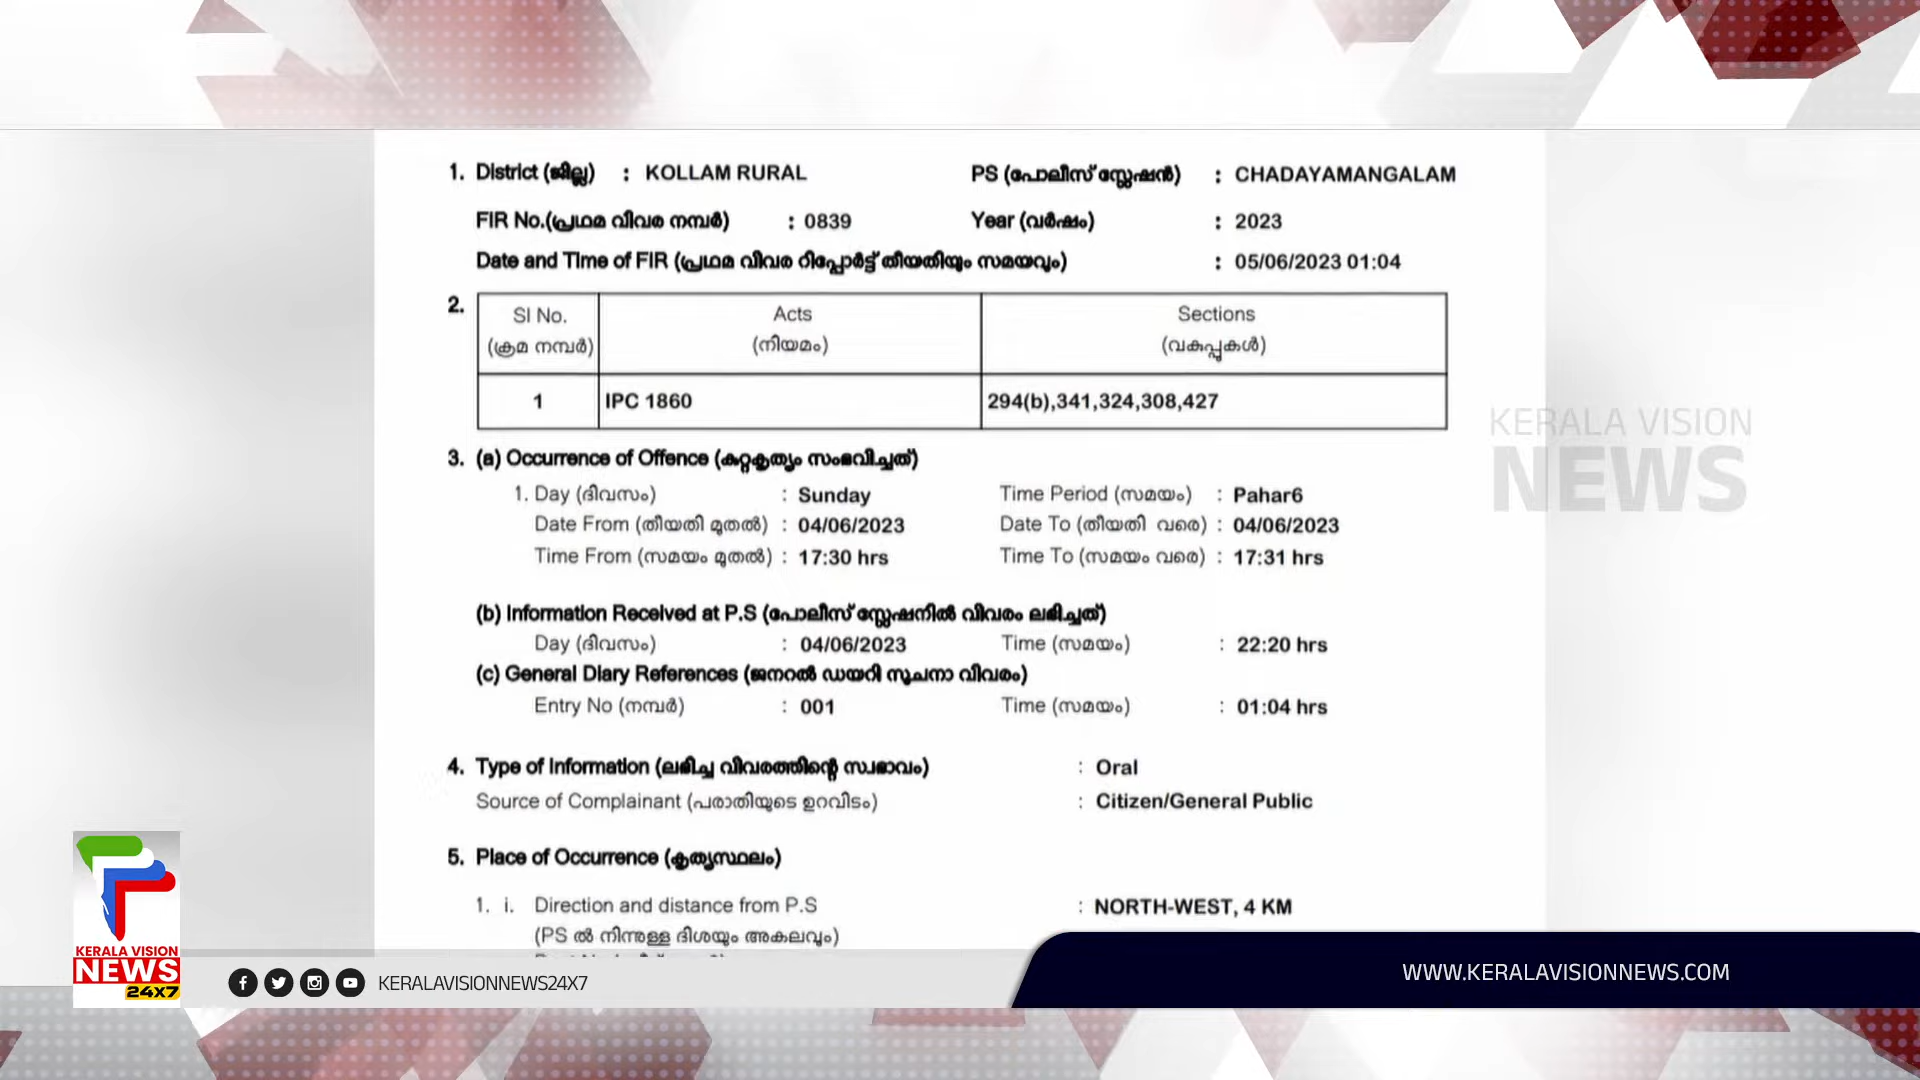 1. District (ജില്ല) : KOLLAM RURAL PS (പോലീസ് സ്റ്റേഷൻ) : CHADAYAMANGALAM
FIR No.(പ്രഥമ വിവര നമ്പർ) : 0839 Year (വർഷം) : 2023
Date and Time of FIR (പ്രഥമ വിവര റിപ്പോർട്ട് തീയതിയും സമയവും) : 05/06/2023 01:04
2. Sl No. Acts Sections
(ക്രമ നമ്പർ) (നിയമം) (വകുപ്പുകൾ)
1 IPC 1860 294(b),341,324,308,427
3. (a) Occurrence of Offence (കുറ്റകൃത്യം സംഭവിച്ചത്)
1. Day (ദിവസം) : Sunday Time Period (സമയം) : Pahar6
Date From (തീയതി മുതൽ) : 04/06/2023 Date To (തീയതി വരെ) : 04/06/2023
Time From (സമയം മുതൽ) : 17:30 hrs Time To (സമയം വരെ) : 17:31 hrs
(b) Information Received at P.S (പോലീസ് സ്റ്റേഷനിൽ വിവരം ലഭിച്ചത്)
Day (ദിവസം) : 04/06/2023 Time (സമയം) : 22:20 hrs
(c) General Diary References (ജനറൽ ഡയറി സൂചനാ വിവരം)
Entry No (നമ്പർ) : 001 Time (സമയം) : 01:04 hrs
4. Type of Information (ലഭിച്ച വിവരത്തിന്റെ സ്വഭാവം) : Oral
Source of Complainant (പരാതിയുടെ ഉറവിടം) : Citizen/General Public
5. Place of Occurrence (കൃത്യസ്ഥലം)
1. i. Direction and distance from P.S : NORTH-WEST, 4 KM
(PS ൽ നിന്നുള്ള ദിശയും അകലവും)
KERALA VISION
NEWS
KERALA VISION
NEWS
24X7
KERALAVISIONNEWS24X7
WWW.KERALAVISIONNEWS.COM